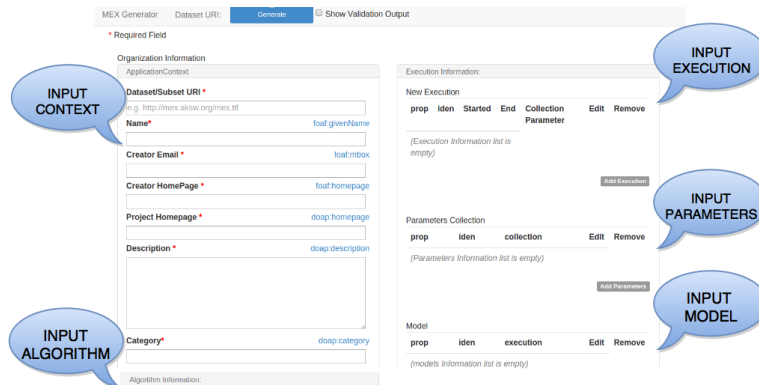 MEX Generator Dataset URI: Generate Show Validation Output
* Required Field
Organization Information
ApplicationContext
Dataset/Subset URI *
e.g. http://mex.aksw.org/mex.ttl
Name* foaf:givenName
Creator Email * foaf:mbox
Creator HomePage * foaf:homepage
Project Homepage * doap:homepage
Description * doap:description
Category* doap:category
Algortihm Information:
INPUT
CONTEXT
INPUT
ALGORITHM
Execution Information:
New Execution
prop iden Started End Collection Edit Remove
Parameter
(Execution Information list is
empty)
Add Execution
Parameters Collection
prop iden collection Edit Remove
(Parameters Information list is empty)
Add Parameters
Model
prop iden execution Edit Remove
(models Information list is empty)
INPUT
EXECUTION
INPUT
PARAMETERS
INPUT
MODEL